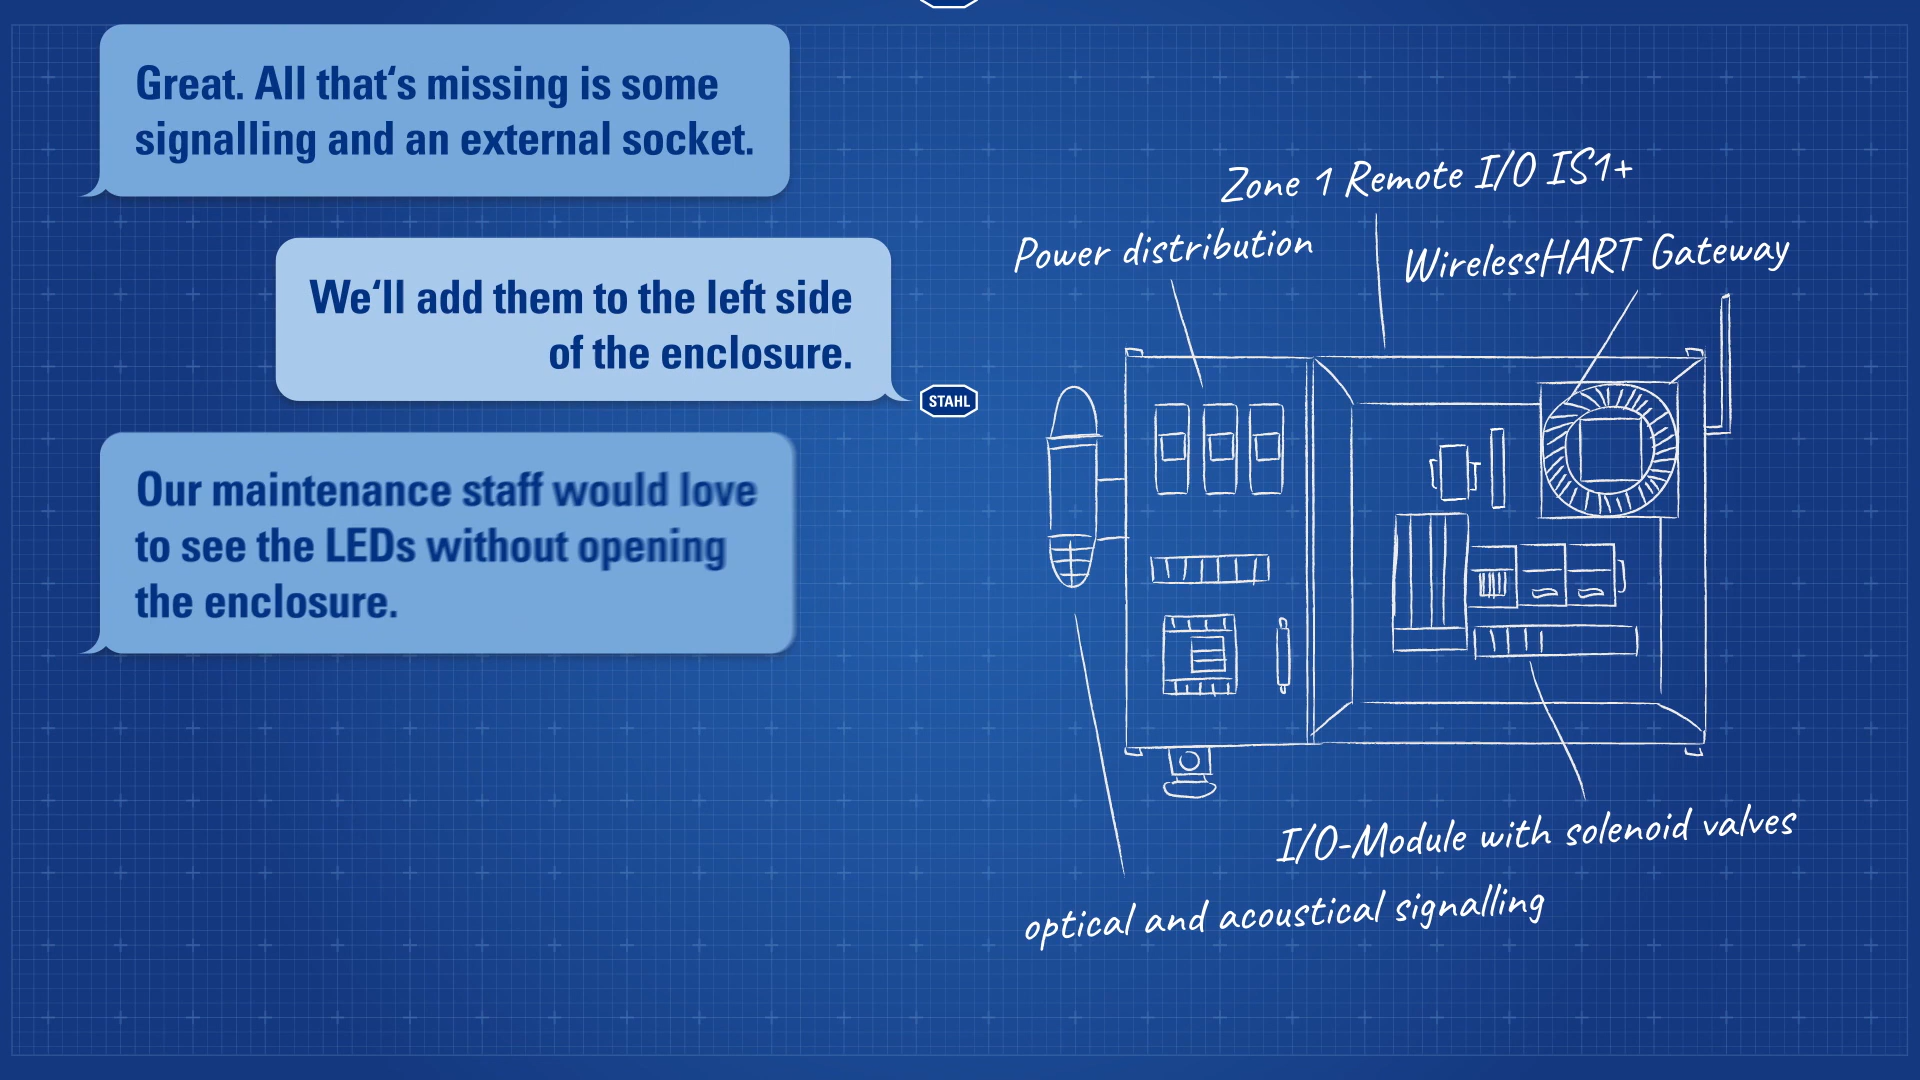 Great. All that‘s missing is some
signalling and an external socket.
We‘ll add them to the left side
of the enclosure.
STAHL
Our maintenance staff would love
to see the LEDs without opening
the enclosure.
Zone 1 Remote I/O IS1+
Power distribution
WirelessHART Gateway
I/O-Module with solenoid valves
optical and acoustical signalling